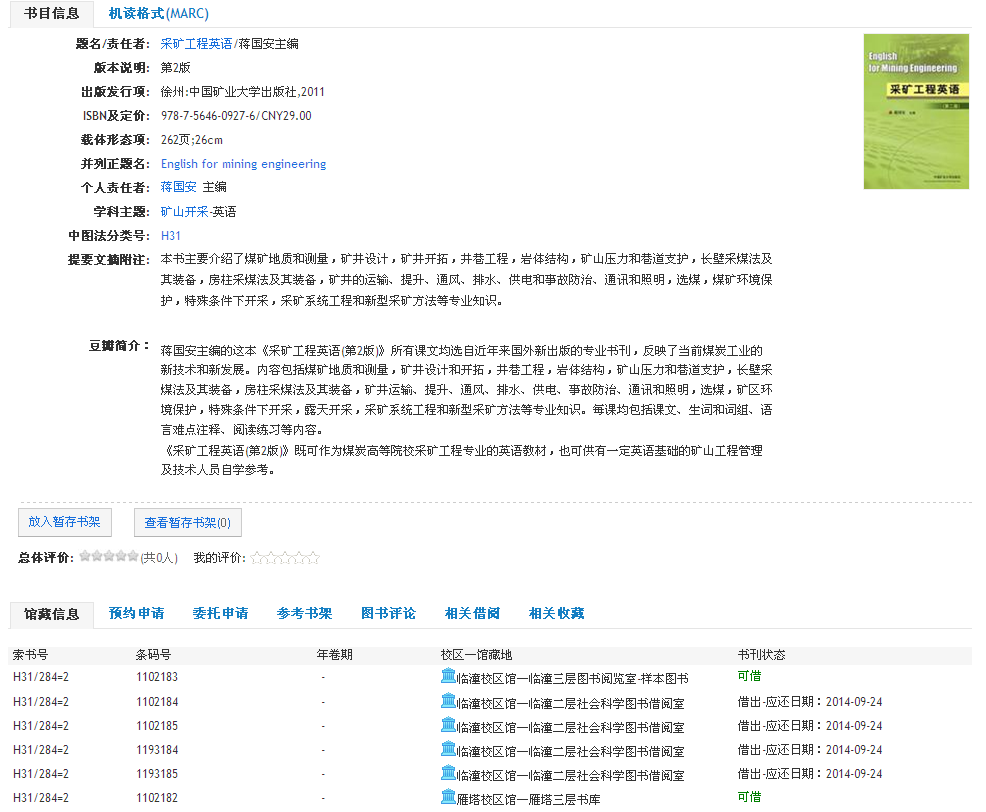 书目信息 机读格式(MARC)
题名/责任者: 采矿工程英语/蒋国安主编
版本说明: 第2版
出版发行项: 徐州:中国矿业大学出版社,2011
ISBN及定价: 978-7-5646-0927-6/CNY29.00
载体形态项: 262页;26cm
并列正题名: English for mining engineering
个人责任者: 蒋国安 主编
学科主题: 矿山开采-英语
中图法分类号: H31
提要文摘附注: 本书主要介绍了煤矿地质和测量，矿井设计，矿井开拓，井巷工程，岩体结构，矿山压力和巷道支护，长壁采煤法及
其装备，房柱采煤法及其装备，矿井的运输、提升、通风、排水、供电和事故防治、通讯和照明，选煤，煤矿环境保
护，特殊条件下开采，采矿系统工程和新型采矿方法等专业知识。
豆瓣简介： 蒋国安主编的这本《采矿工程英语(第2版)》所有课文均选自近年来国外新出版的专业书刊，反映了当前煤炭工业的
新技术和新发展。内容包括煤矿地质和测量，矿井设计和开拓，井巷工程，岩体结构，矿山压力和巷道支护，长壁采
煤法及其装备，房柱采煤法及其装备，矿井运输、提升、通风、排水、供电、事故防治、通讯和照明，选煤，矿区环
境保护，特殊条件下开采，露天开采，采矿系统工程和新型采矿方法等专业知识。每课均包括课文、生词和词组、语
言难点注释、阅读练习等内容。
《采矿工程英语(第2版)》既可作为煤炭高等院校采矿工程专业的英语教材，也可供有一定英语基础的矿山工程管理
及技术人员自学参考。
English
for Mining Engineering
采矿工程英语
放入暂存书架 查看暂存书架(0)
总体评价: (共0人) 我的评价:
馆藏信息 预约申请 委托申请 参考书架 图书评论 相关借阅 相关收藏
索书号 条码号 年卷期 校区—馆藏地 书刊状态
H31/284=2 1102183 - 临潼校区馆—临潼三层图书阅览室-样本图书 可借
H31/284=2 1102184 - 临潼校区馆—临潼二层社会科学图书借阅室 借出-应还日期：2014-09-24
H31/284=2 1102185 - 临潼校区馆—临潼二层社会科学图书借阅室 借出-应还日期：2014-09-24
H31/284=2 1193184 - 临潼校区馆—临潼二层社会科学图书借阅室 借出-应还日期：2014-09-24
H31/284=2 1193185 - 临潼校区馆—临潼二层社会科学图书借阅室 借出-应还日期：2014-09-24
H31/284=2 1102182 - 雁塔校区馆—雁塔三层书库 可借